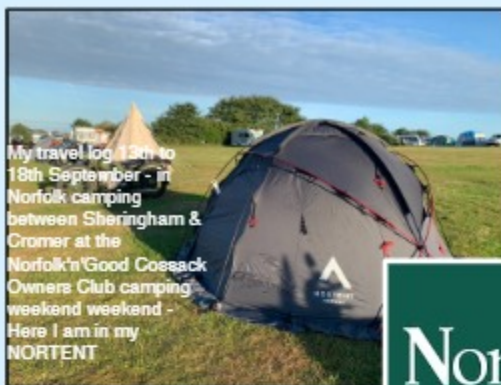 My travel log 13th to
18th September - in
Norfolk camping
between Sheringham &
Cromer at the
Norfolk'n'Good Cossack
Owners Club camping
weekend weekend -
Here I am in my
NORTENT
NORTENT
Nor